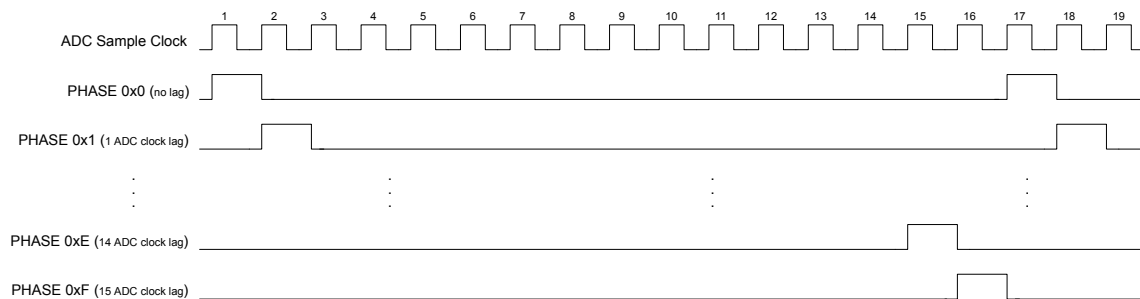 1 2 3 4 5 6 7 8 9 10 11 12 13 14 15 16 17 18 19
ADC Sample Clock
PHASE 0x0 (no lag)
PHASE 0x1 (1 ADC clock lag)
PHASE 0xE (14 ADC clock lag)
PHASE 0xF (15 ADC clock lag)